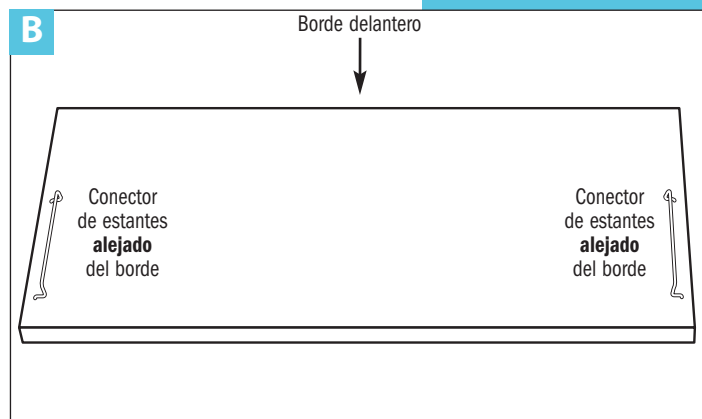 B
Borde delantero
Conector
de estantes
alejado
del borde
Conector
de estantes
alejado
del borde